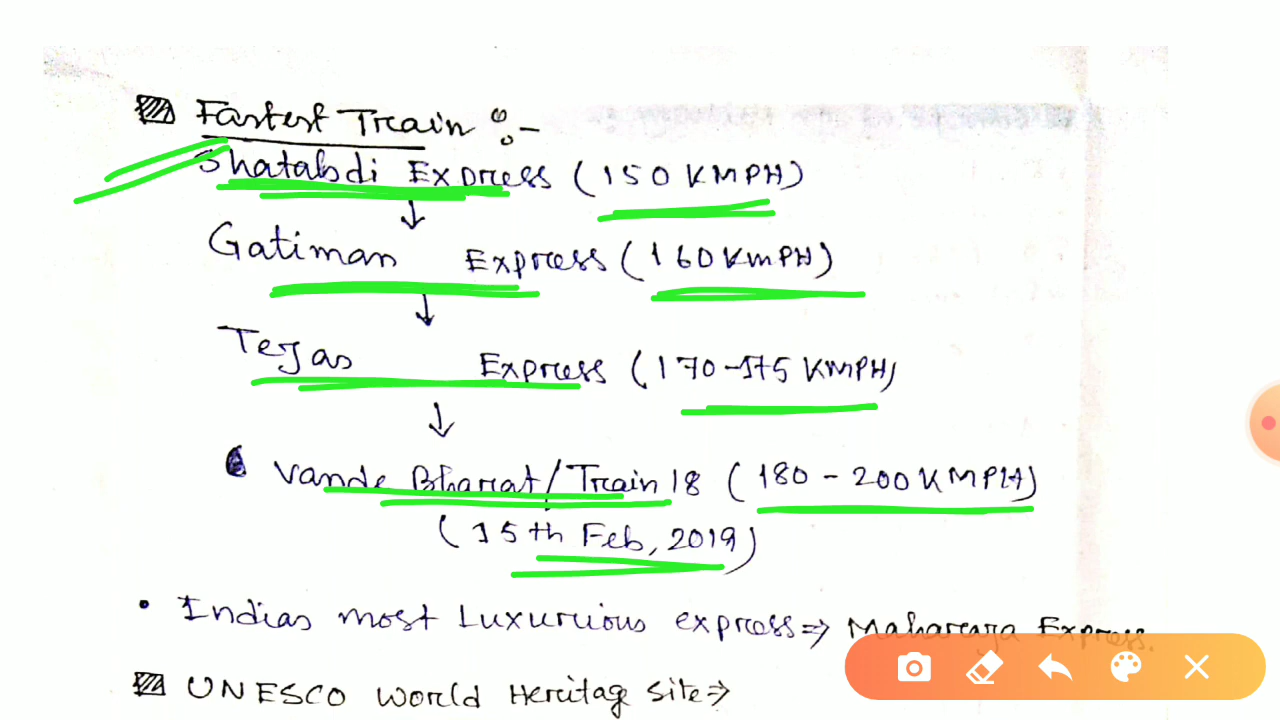 Fastest Train :-
Shatabdi Express (150 KMPH)
↓
Gatiman Express (160 KmPH)
↓
Tejas Express (170-175 KMPH)
↓
Vande Bharat/Train 18 (180-200 KMPH)
(15th Feb, 2019)
• Indias most Luxurious express ⇒ Maharaja Express.
UNESCO World Heritage Site ⇒